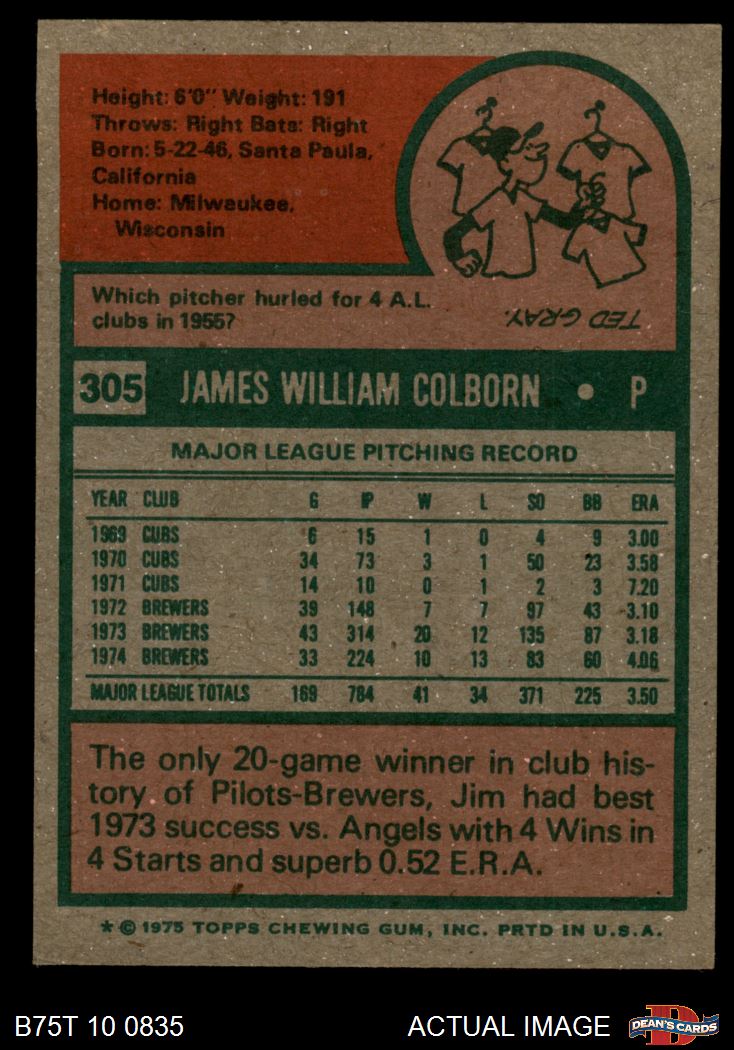 Height: 6'0" Weight: 191
Throws: Right Bats: Right
Born: 5-22-46, Santa Paula,
California
Home: Milwaukee,
Wisconsin
Which pitcher hurled for 4 A.L.
clubs in 1955?
TED GRAY.
305 JAMES WILLIAM COLBORN • P
MAJOR LEAGUE PITCHING RECORD
YEAR CLUB G IP W L SO BB ERA
1969 CUBS 6 15 1 0 4 9 3.00
1970 CUBS 34 73 3 1 50 23 3.58
1971 CUBS 14 10 0 1 2 3 7.20
1972 BREWERS 39 148 7 7 97 43 3.10
1973 BREWERS 43 314 20 12 135 87 3.18
1974 BREWERS 33 224 10 13 83 60 4.06
MAJOR LEAGUE TOTALS 169 784 41 34 371 225 3.50
The only 20-game winner in club his-
tory of Pilots-Brewers, Jim had best
1973 success vs. Angels with 4 Wins in
4 Starts and superb 0.52 E.R.A.
* © 1975 TOPPS CHEWING GUM, INC. PRTD IN U.S.A.
B75T 10 0835 ACTUAL IMAGE DEAN'S CARDS